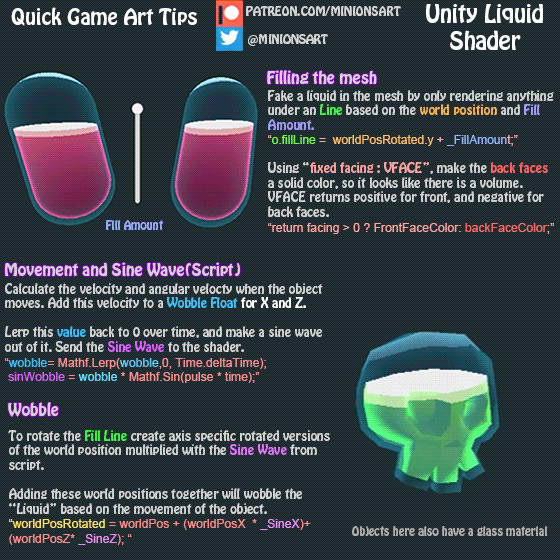 Quick Game Art Tips
PATREON.COM/MINIONSART
@MINIONSART
Unity Liquid
Shader
Filling the mesh
Fake a liquid in the mesh by only rendering anything
under an Line based on the world position and Fill
Amount.
"o.fillLine = worldPosRotated.y + _FillAmount;"
Using "fixed facing : VFACE", make the back faces
a solid color, so it looks like there is a volume.
VFACE returns positive for front, and negative for
back faces.
"return facing > 0 ? FrontFaceColor: backFaceColor;"
Fill Amount
Movement and Sine Wave(Script)
Calculate the velocity and angular velocty when the object
moves. Add this velocity to a Wobble Float for X and Z.
Lerp this value back to 0 over time, and make a sine wave
out of it. Send the Sine Wave to the shader.
"wobble= Mathf.Lerp(wobble,0, Time.deltaTime);
sinWobble = wobble * Mathf.Sin(pulse * time);"
Wobble
To rotate the Fill Line create axis specific rotated versions
of the world position multiplied with the Sine Wave from
script.
Adding these world positions together will wobble the
"Liquid" based on the movement of the object.
"worldPosRotated = worldPos + (worldPosX * _SineX)+
(worldPosZ* _SineZ); "
Objects here also have a glass material